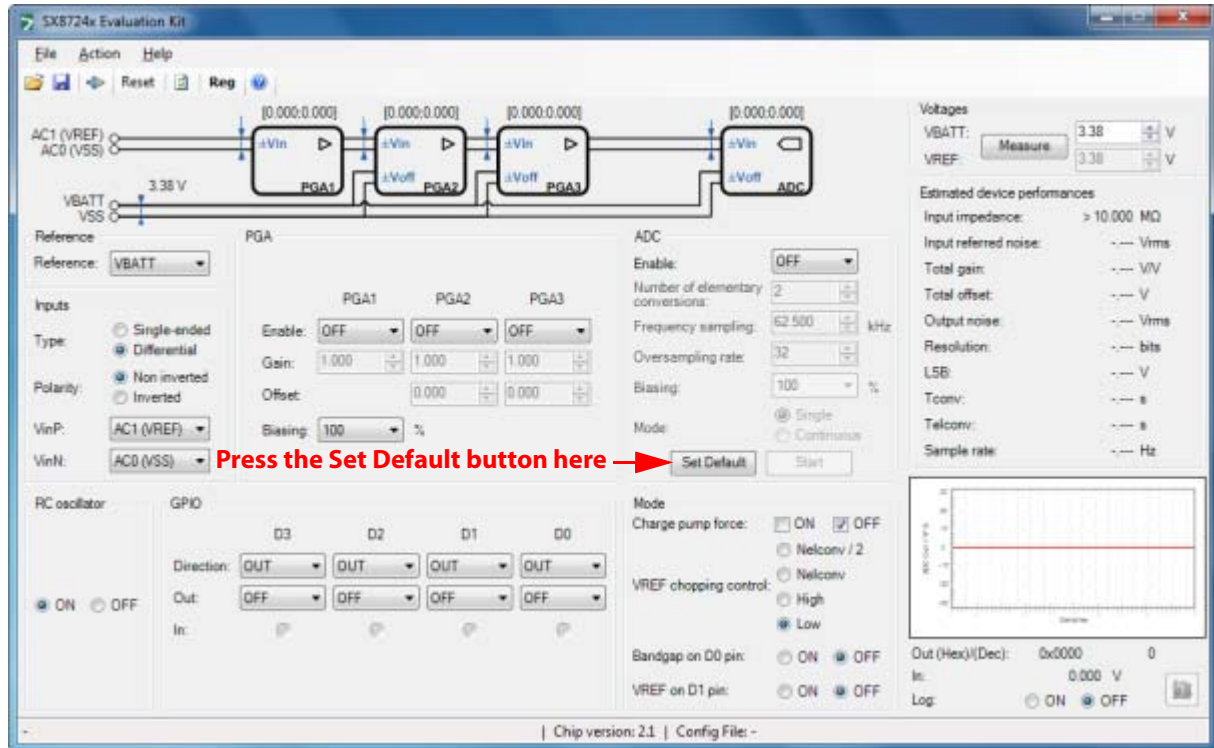 SX8724x Evaluation Kit
File Action Help
Reset Reg
[0.000:0.000] [0.000:0.000] [0.000:0.000] [0.000:0.000]
AC1 (VREF)
AC0 (VSS)
±Vin ±Vin ±Vin ±Vin
±Voff ±Voff ±Voff
PGA1 PGA2 PGA3 ADC
3.38 V
VBATT
VSS
Voltages
VBATT: 3.38 V
Measure
VREF: 3.38 V
Estimated device performances
Input impedance: > 10.000 MΩ
Input referred noise: -.--- Vrms
Total gain: -.--- V/V
Total offset: -.--- V
Output noise: -.--- Vrms
Resolution: -.--- bits
LSB: -.--- V
Tconv: -.--- s
Telconv: -.--- s
Sample rate: -.--- Hz
Reference
Reference: VBATT
Inputs
Type: Single-ended
Differential
Polarity: Non inverted
Inverted
VinP: AC1 (VREF)
VinN: AC0 (VSS)
PGA
PGA1 PGA2 PGA3
Enable: OFF OFF OFF
Gain: 1.000 1.000 1.000
Offset: 0.000 0.000
Biasing: 100 %
ADC
Enable: OFF
Number of elementary conversions: 2
Frequency sampling: 62.500 kHz
Oversampling rate: 32
Biasing: 100 %
Mode: Single
Continuous
Press the Set Default button here
Set Default Start
RC oscillator
ON OFF
GPIO
D3 D2 D1 D0
Direction: OUT OUT OUT OUT
Out: OFF OFF OFF OFF
In:
Mode
Charge pump force: ON OFF
VREF chopping control: Nelconv / 2
Nelconv
High
Low
Bandgap on D0 pin: ON OFF
VREF on D1 pin: ON OFF
Out (Hex)/(Dec): 0x0000 0
In: 0.000 V
Log: ON OFF
- | Chip version: 2.1 | Config File: -